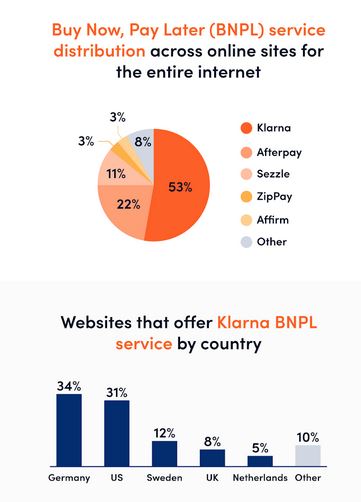 Buy Now, Pay Later (BNPL) service
distribution across online sites for
the entire internet
3%
3%
8%
11%
53%
22%
Klarna
Afterpay
Sezzle
ZipPay
Affirm
Other
Websites that offer Klarna BNPL
service by country
34%
31%
12%
8%
5%
10%
Germany
US
Sweden
UK
Netherlands
Other